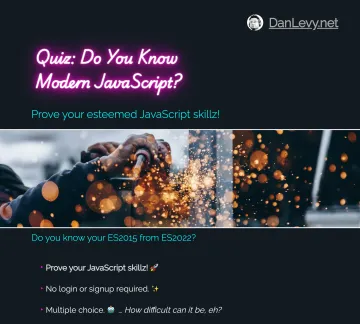 DanLevy.net
Quiz: Do You Know
Modern JavaScript?
Prove your esteemed JavaScript skillz!
Do you know your ES2015 from ES2022?
• Prove your JavaScript skillz! 🚀
• No login or signup required. ✨
• Multiple choice. 🤖 … How difficult can it be, eh?